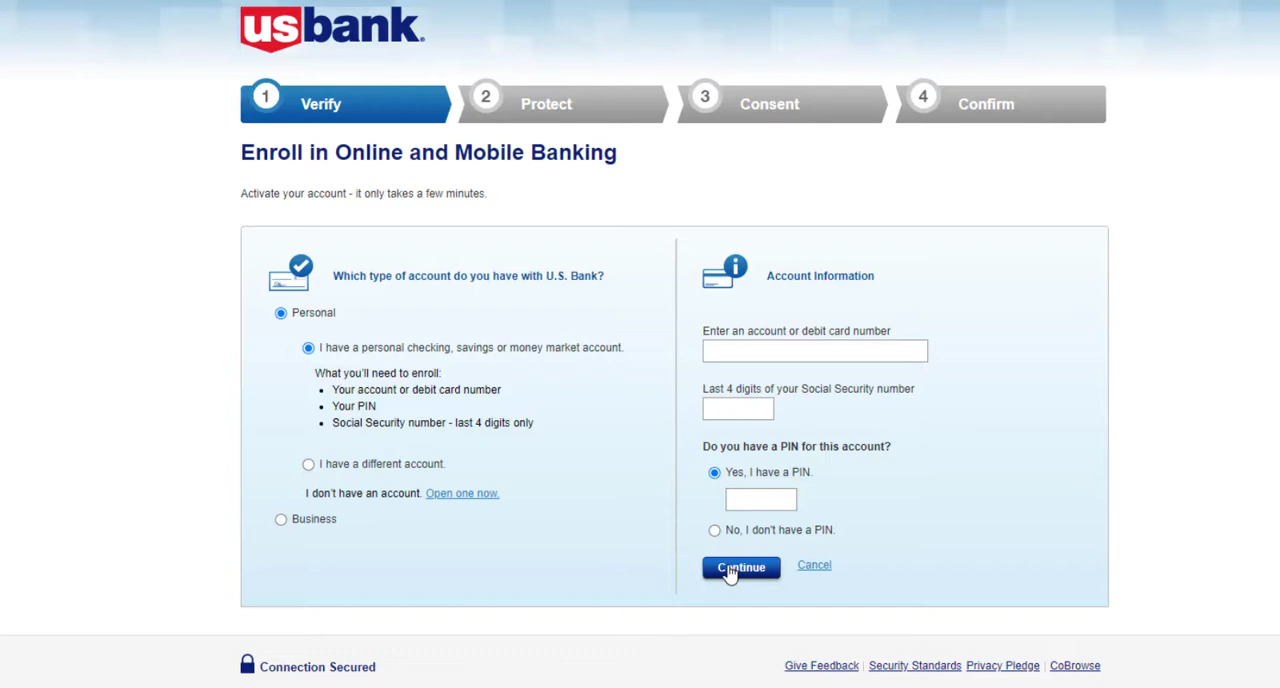 usbank.
1 Verify
2 Protect
3 Consent
4 Confirm
Enroll in Online and Mobile Banking
Activate your account - it only takes a few minutes.
Which type of account do you have with U.S. Bank?
Personal
I have a personal checking, savings or money market account.
What you'll need to enroll:
• Your account or debit card number
• Your PIN
• Social Security number - last 4 digits only
I have a different account.
I don't have an account. Open one now.
Business
i
Account Information
Enter an account or debit card number
Last 4 digits of your Social Security number
Do you have a PIN for this account?
Yes, I have a PIN.
No, I don't have a PIN.
Continue Cancel
Connection Secured
Give Feedback | Security Standards | Privacy Pledge | CoBrowse